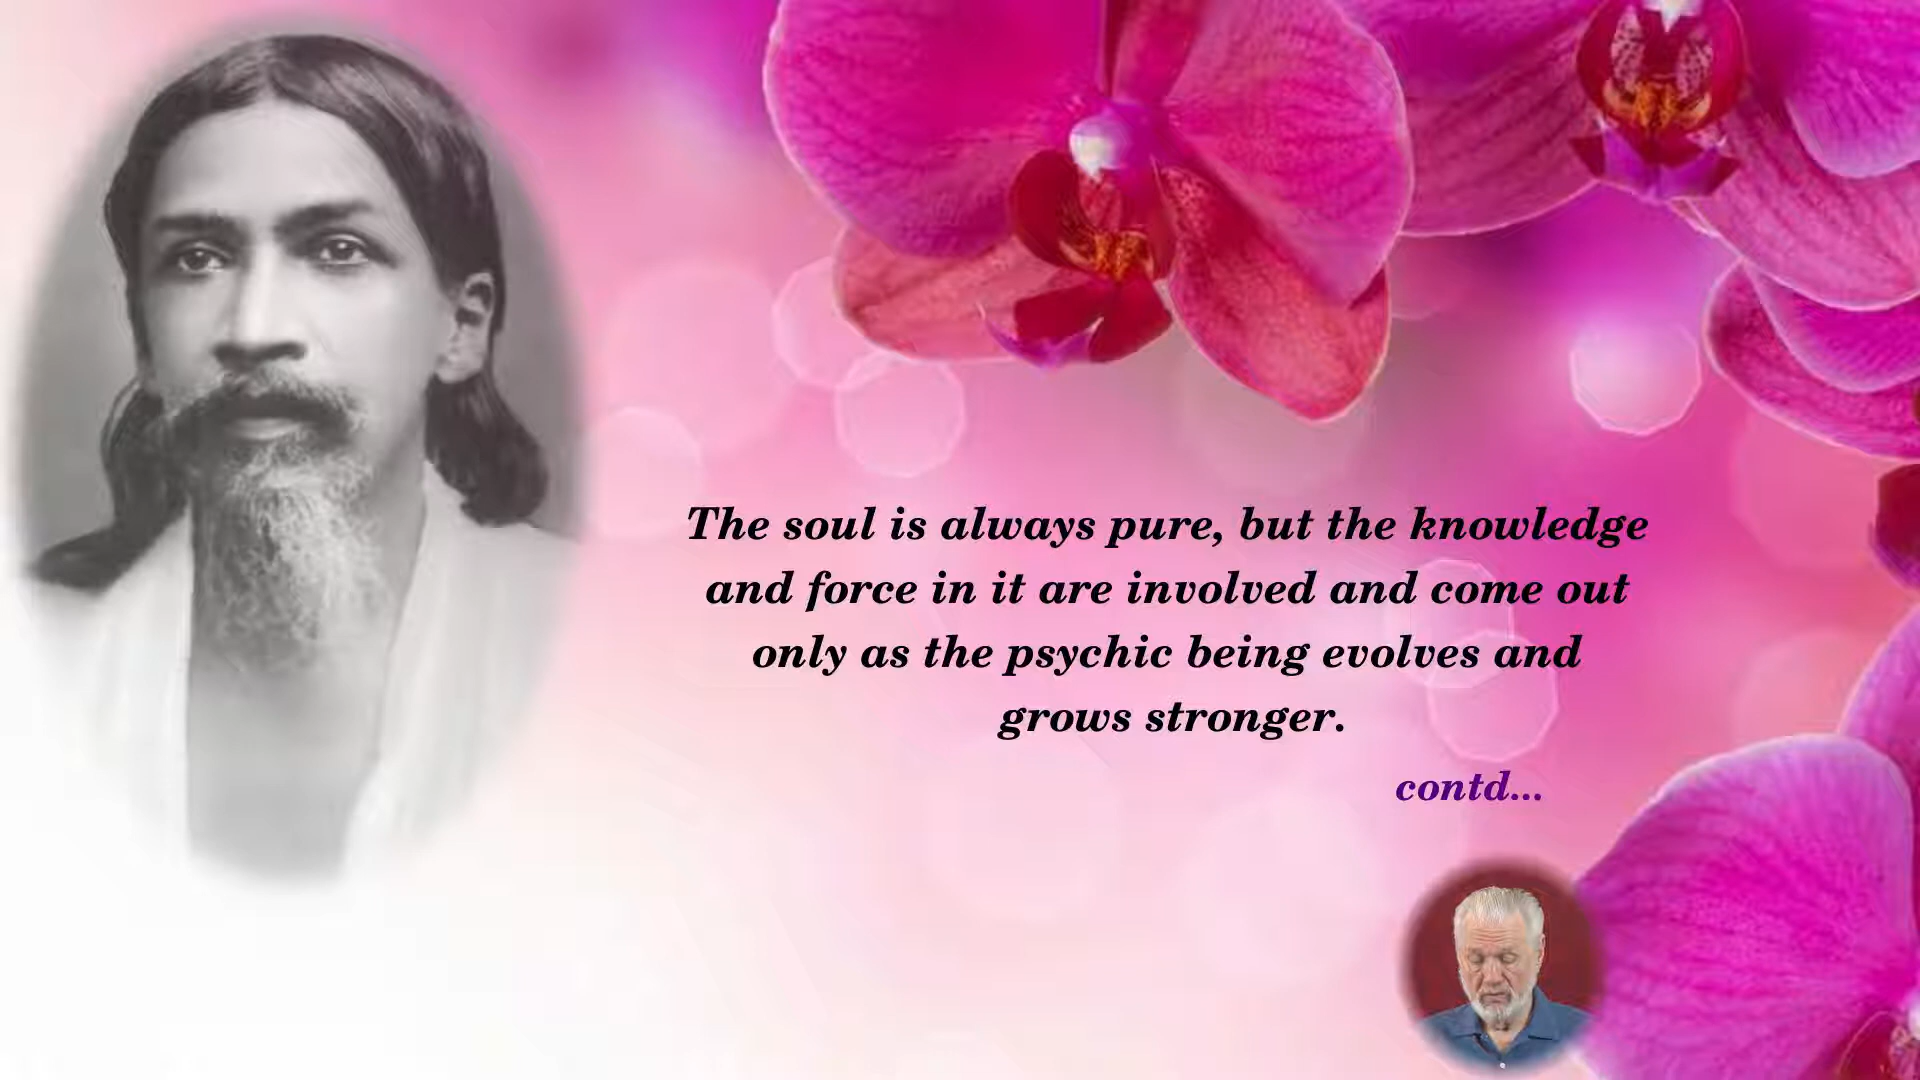 The soul is always pure, but the knowledge
and force in it are involved and come out
only as the psychic being evolves and
grows stronger.
contd...